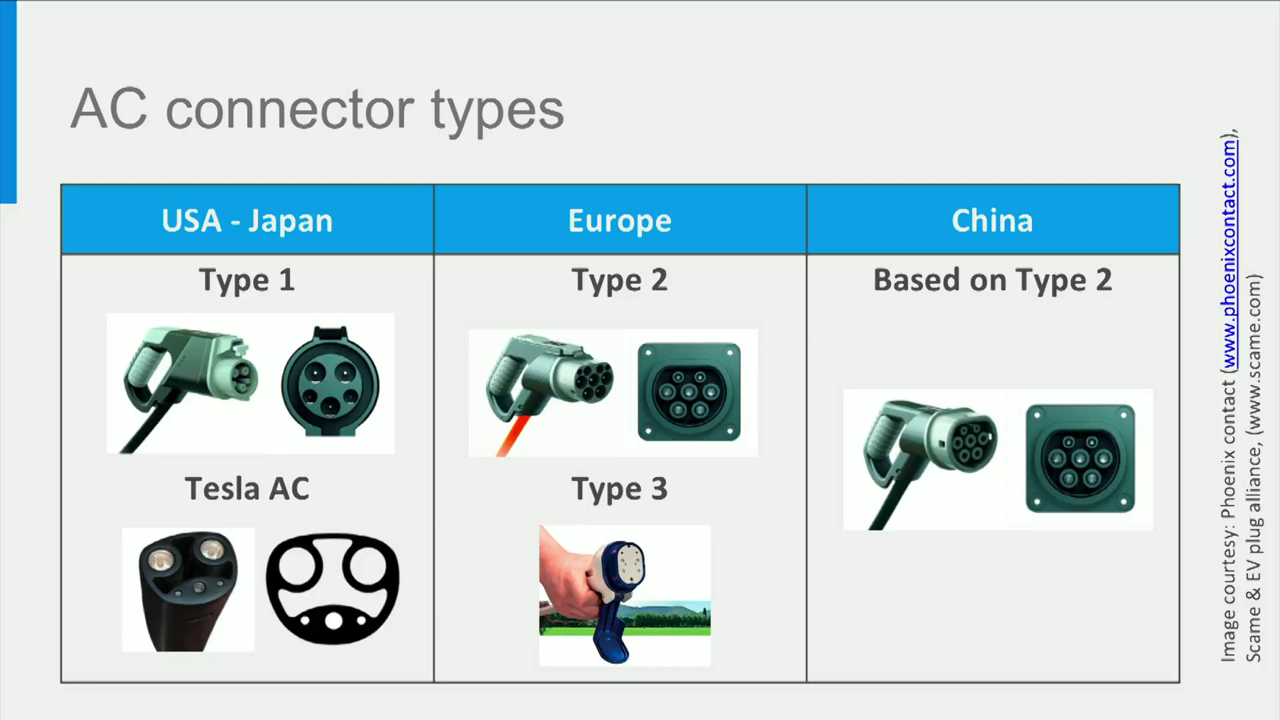 AC connector types
USA - Japan
Europe
China
Type 1
Type 2
Based on Type 2
Tesla AC
Type 3
Image courtesy: Phoenix contact (www.phoenixcontact.com),
Scame & EV plug alliance, (www.scame.com)